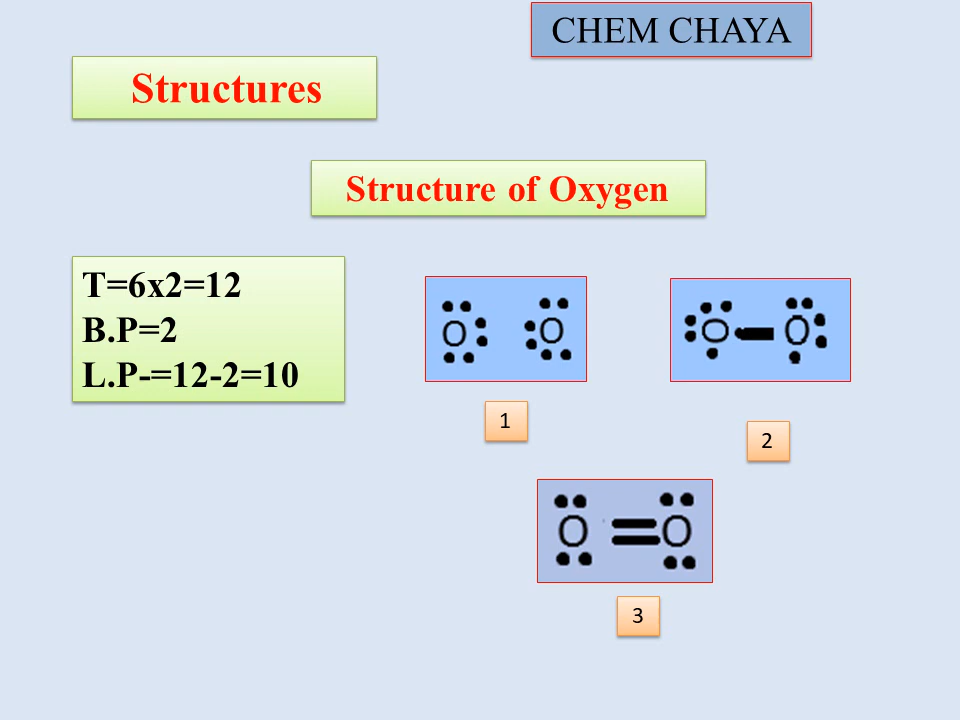 CHEM CHAYA
Structures
Structure of Oxygen
T=6x2=12
B.P=2
L.P-=12-2=10
O O
O O
1
2
O O
3